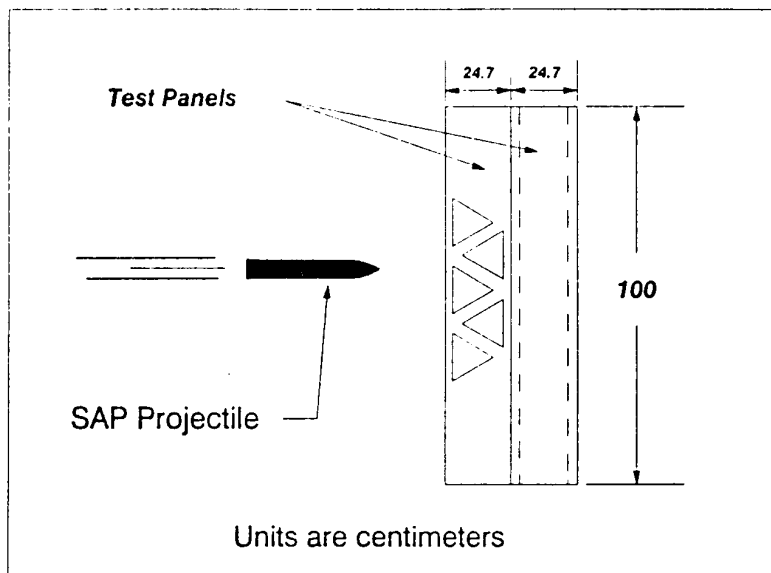 24.7 24.7
Test Panels
100
SAP Projectile
Units are centimeters